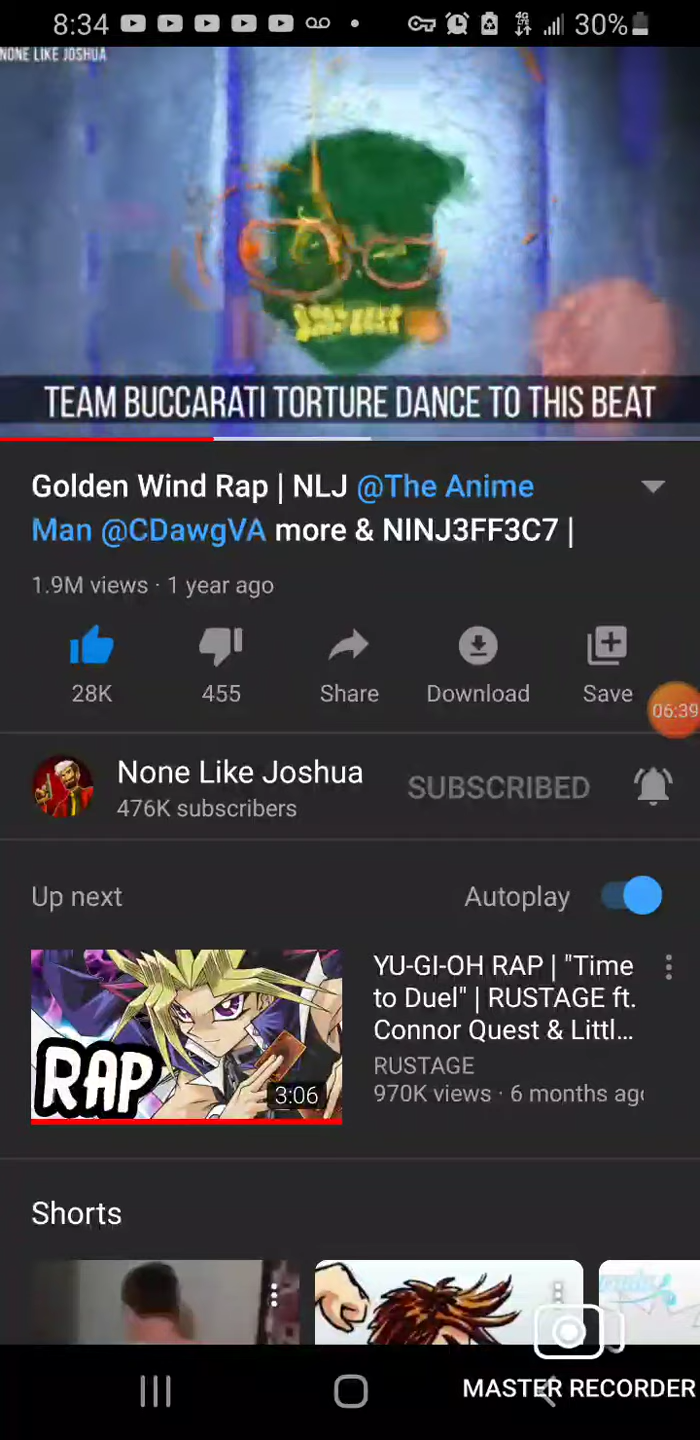 8:34
4G
30%
NONE LIKE JOSHUA
TEAM BUCCARATI TORTURE DANCE TO THIS BEAT
Golden Wind Rap | NLJ @The Anime
Man @CDawgVA more & NINJ3FF3C7 |
1.9M views · 1 year ago
28K
455
Share
Download
Save
06:39
None Like Joshua
476K subscribers
SUBSCRIBED
Up next
Autoplay
RAP
3:06
YU-GI-OH RAP | "Time
to Duel" | RUSTAGE ft.
Connor Quest & Littl...
RUSTAGE
970K views · 6 months ag
Shorts
MASTER RECORDER